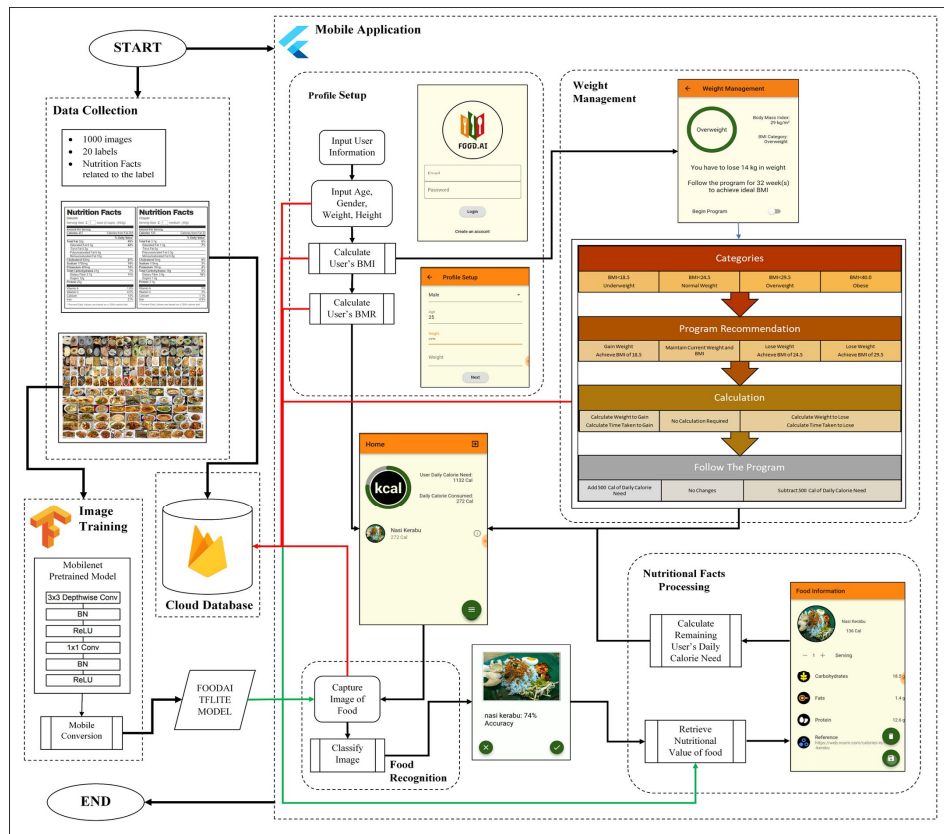 START
Mobile Application
Data Collection
• 1000 images
• 20 labels
• Nutrition Facts
related to the label
Nutrition Facts
Nutrition Facts
Profile Setup
Input User
Information
Input Age,
Gender,
Weight, Height
Calculate
User's BMI
Calculate
User's BMR
FOOD.AI
Email
Password
Login
Create an account
Profile Setup
Male
Age
25
Height
Weight
Next
Weight
Management
Weight Management
Overweight
Body Mass Index:
29 kg/m²
BMI Category:
Overweight
You have to lose 14 kg in weight
Follow the program for 32 week(s)
to achieve ideal BMI
Begin Program
Categories
BMI<18.5
Underweight
BMI<24.5
Normal Weight
BMI<29.5
Overweight
BMI<40.0
Obese
Program Recommendation
Gain Weight
Achieve BMI of 18.5
Maintain Current Weight and
BMI
Lose Weight
Achieve BMI of 24.5
Lose Weight
Achieve BMI of 29.5
Calculation
Calculate Weight to Gain
Calculate Time Taken to Gain
No Calculation Required
Calculate Weight to Lose
Calculate Time Taken to Lose
Follow The Program
Add 500 Cal of Daily Calorie
Need
No Changes
Subtract 500 Cal of Daily Calorie Need
Home
kcal
User Daily Calorie Need:
1132 Cal
Daily Calorie Consumed:
272 Cal
Nasi Kerabu
272 Cal
Image
Training
Mobilenet
Pretrained Model
3x3 Depthwise Conv
BN
ReLU
1x1 Conv
BN
ReLU
Mobile
Conversion
Cloud Database
FOODAI
TFLITE
MODEL
Capture
Image of
Food
Classify
Image
Food
Recognition
nasi kerabu: 74%
Accuracy
Nutritional Facts
Processing
Calculate
Remaining
User's Daily
Calorie Need
Retrieve
Nutritional
Value of food
Food Information
Nasi Kerabu
136 Cal
1
Serving
Carbohydrates
Fats
1.4 g
Protein
12.6 g
Reference
END